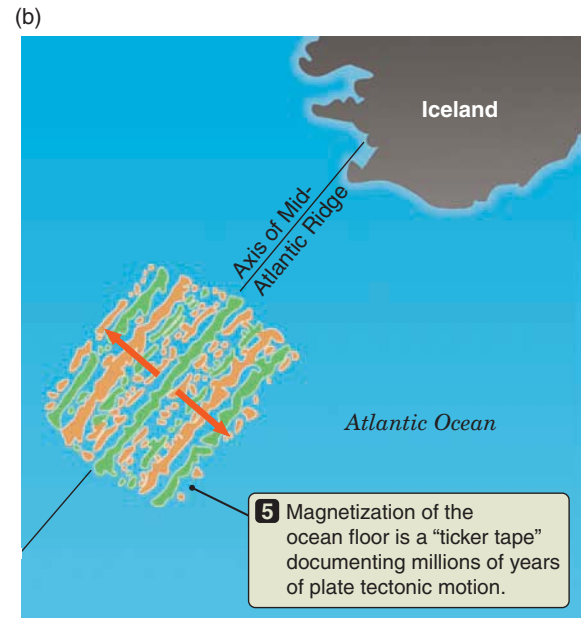 (b)
Iceland
Axis of Mid-
Atlantic Ridge
Atlantic Ocean
5 Magnetization of the
ocean floor is a “ticker tape”
documenting millions of years
of plate tectonic motion.